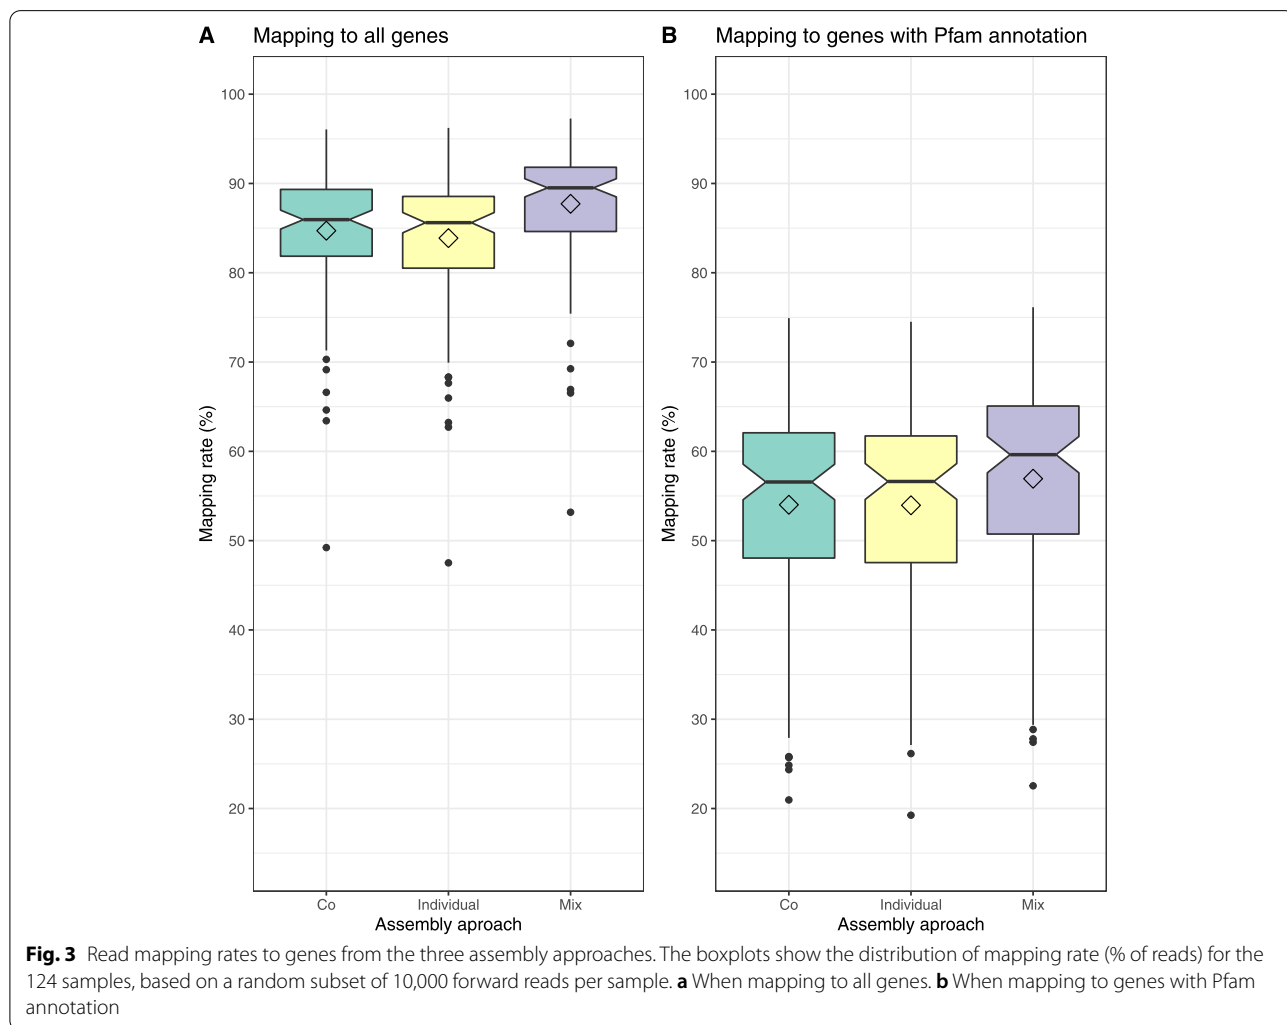 A Mapping to all genes
B Mapping to genes with Pfam annotation
100
90
80
70
60
50
40
30
20
Mapping rate (%)
Co Individual Mix
Assembly aproach
100
90
80
70
60
50
40
30
20
Mapping rate (%)
Co Individual Mix
Assembly aproach
Fig. 3 Read mapping rates to genes from the three assembly approaches. The boxplots show the distribution of mapping rate (% of reads) for the
124 samples, based on a random subset of 10,000 forward reads per sample. a When mapping to all genes. b When mapping to genes with Pfam
annotation